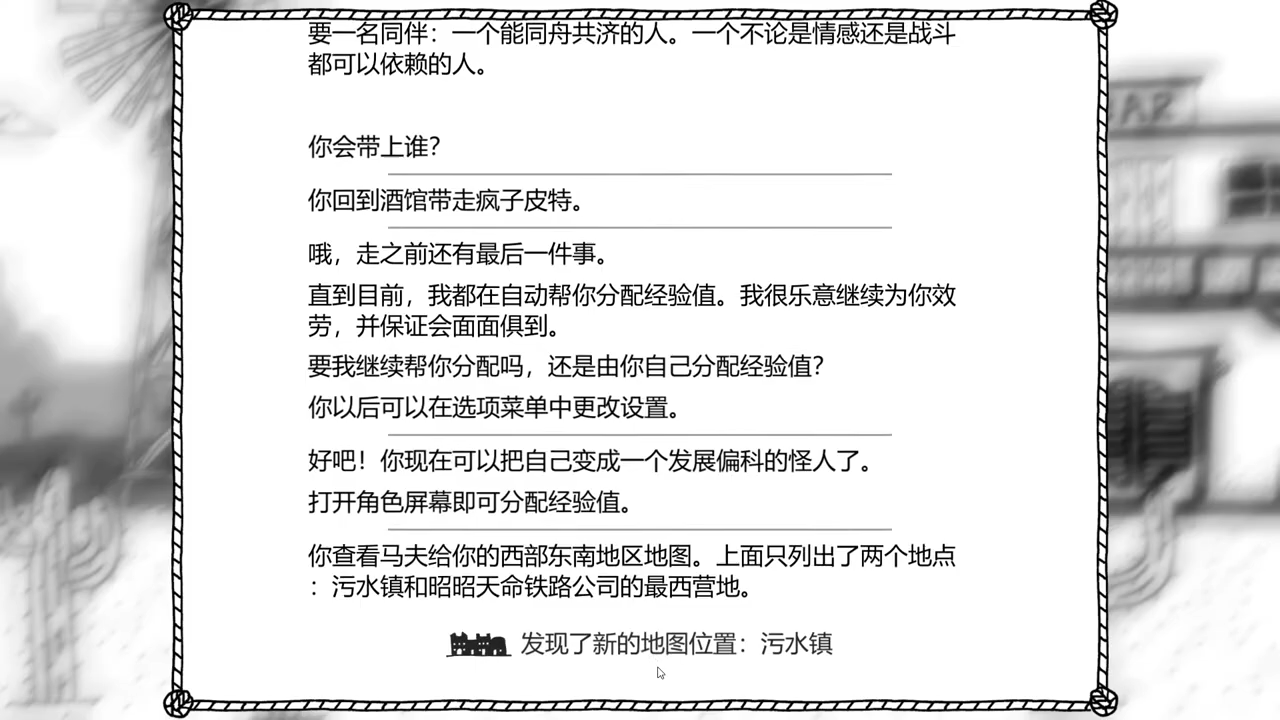 要一名同伴：一个能同舟共济的人。一个不论是情感还是战斗
都可以依赖的人。
你会带上谁？
你回到酒馆带走疯子皮特。
哦，走之前还有最后一件事。
直到目前，我都在自动帮你分配经验值。我很乐意继续为你效
劳，并保证会面面俱到。
要我继续帮你分配吗，还是由你自己分配经验值？
你以后可以在选项菜单中更改设置。
好吧！你现在可以把自己变成一个发展偏科的怪人了。
打开角色屏幕即可分配经验值。
你查看马夫给你的西部东南地区地图。上面只列出了两个地点
：污水镇和昭昭天命铁路公司的最西营地。
发现了新的地图位置：污水镇
BAR